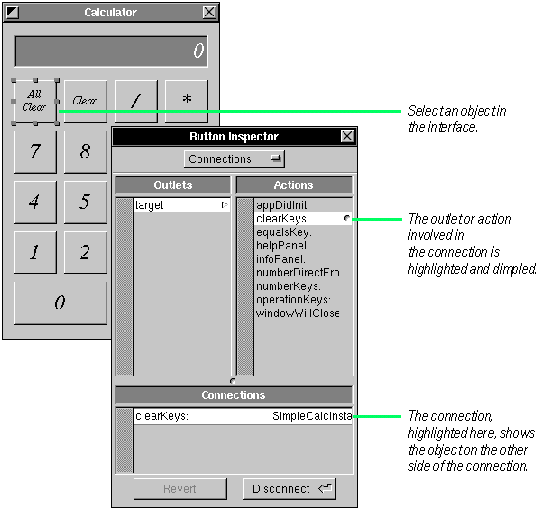 Calculator
0
All
Clear
Clear
/
*
Select an object in
the interface.
Button Inspector
Connections
7
8
Outlets
Actions
target
appDidInit
clearKeys
equalsKey.
helpPanel.
infoPanel.
numberDirectEn
numberKeys.
operationKeys:
windowWillClose
4
5
The outlet or action
involved in
the connection is
highlighted and dimpled.
1
2
0
Connections
clearKeys:
SimpleCalcInsta
The connection,
highlighted here, shows
the object on the other
side of the connection.
Revert
Disconnect